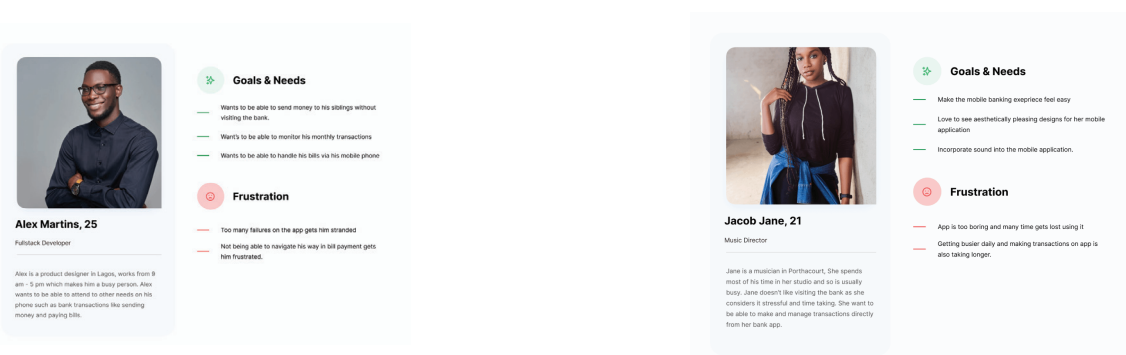 Alex Martins, 25
Fullstack Developer
Alex is a product designer in Lagos, works from 9
am - 5 pm which makes him a busy person. Alex
wants to be able to attend to other needs on his
phone such as bank transactions like sending
money and paying bills.
Goals & Needs
Wants to be able to send money to his siblings without
visiting the bank.
Want's to be able to monitor his monthly transactions
Wants to be able to handle his bills via his mobile phone
Frustration
Too many failures on the app gets him stranded
Not being able to navigate his way in bill payment gets
him frustrated.
Jacob Jane, 21
Music Director
Jane is a musician in Porthacourt, She spends
most of his time in her studio and so is usually
busy. Jane doesn't like visiting the bank as she
considers it stressful and time taking. She want to
be able to make and manage transactions directly
from her bank app.
Goals & Needs
Make the mobile banking exepriece feel easy
Love to see aesthetically pleasing designs for her mobile
application
Incorporate sound into the mobile application.
Frustration
App is too boring and many time gets lost using it
Getting busier daily and making transactions on app is
also taking longer.